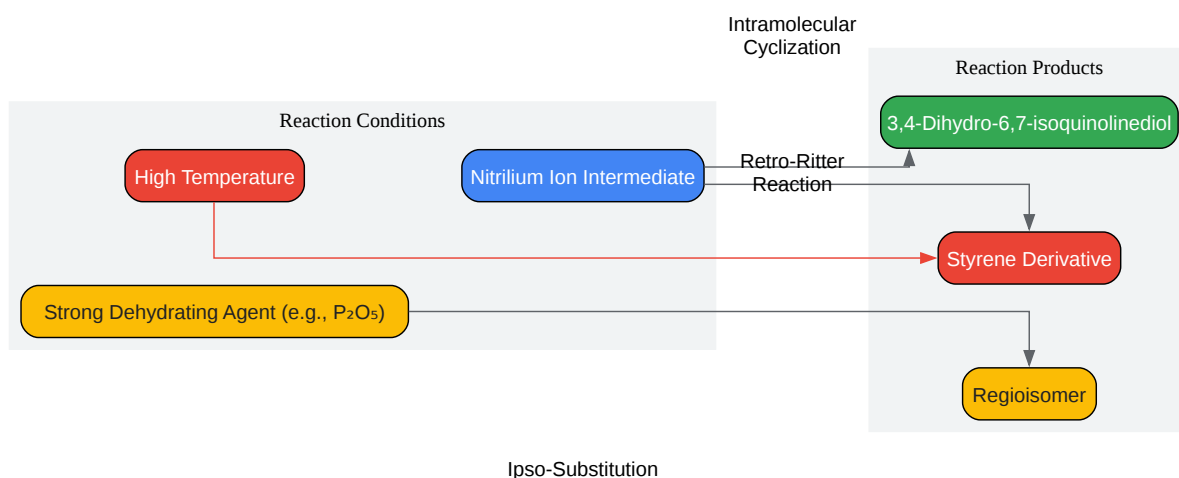 Intramolecular
Cyclization
Reaction Products
Reaction Conditions
3,4-Dihydro-6,7-isoquinolinediol
High Temperature
Nitrilium Ion Intermediate
Retro-Ritter
Reaction
Styrene Derivative
Strong Dehydrating Agent (e.g., P₂O₅)
Regioisomer
Ipso-Substitution